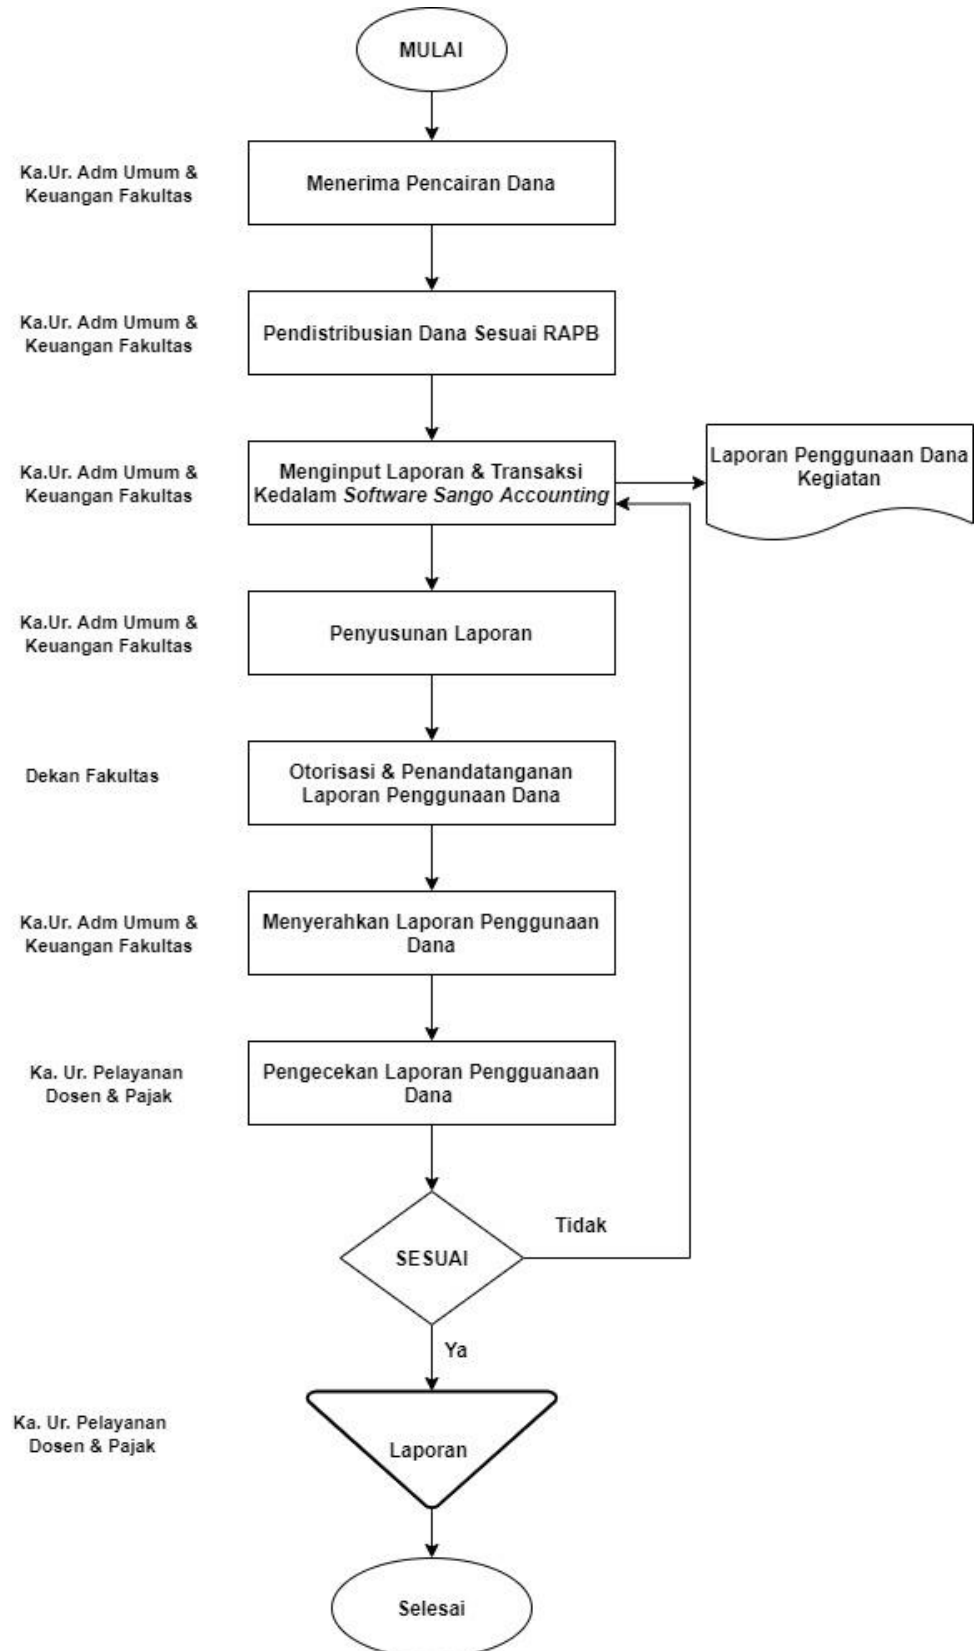 MULAI
Ka.Ur. Adm Umum &
Keuangan Fakultas
Menerima Pencairan Dana
Ka.Ur. Adm Umum &
Keuangan Fakultas
Pendistribusian Dana Sesuai RAPB
Ka.Ur. Adm Umum &
Keuangan Fakultas
Menginput Laporan & Transaksi
Kedalam Software Sango Accounting
Laporan Penggunaan Dana
Kegiatan
Ka.Ur. Adm Umum &
Keuangan Fakultas
Penyusunan Laporan
Dekan Fakultas
Otorisasi & Penandatanganan
Laporan Penggunaan Dana
Ka.Ur. Adm Umum &
Keuangan Fakultas
Menyerahkan Laporan Penggunaan
Dana
Ka. Ur. Pelayanan
Dosen & Pajak
Pengecekan Laporan Pengguanaan
Dana
SESUAI
Tidak
Ya
Ka. Ur. Pelayanan
Dosen & Pajak
Laporan
Selesai